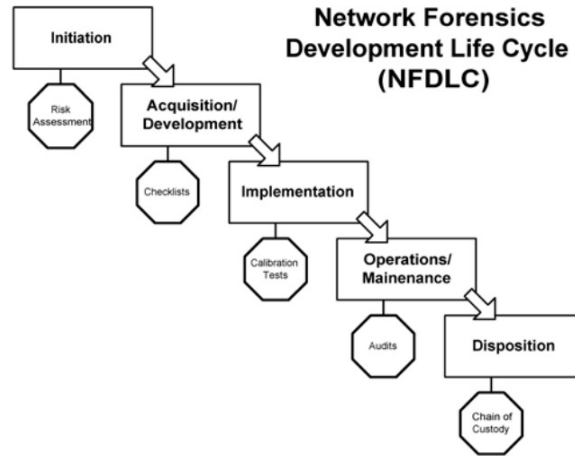 Network Forensics
Development Life Cycle
(NFDLC)
Initiation
Risk
Assessment
Acquisition/
Development
Checklists
Implementation
Calibration
Tests
Operations/
Mainenance
Audits
Disposition
Chain of
Custody